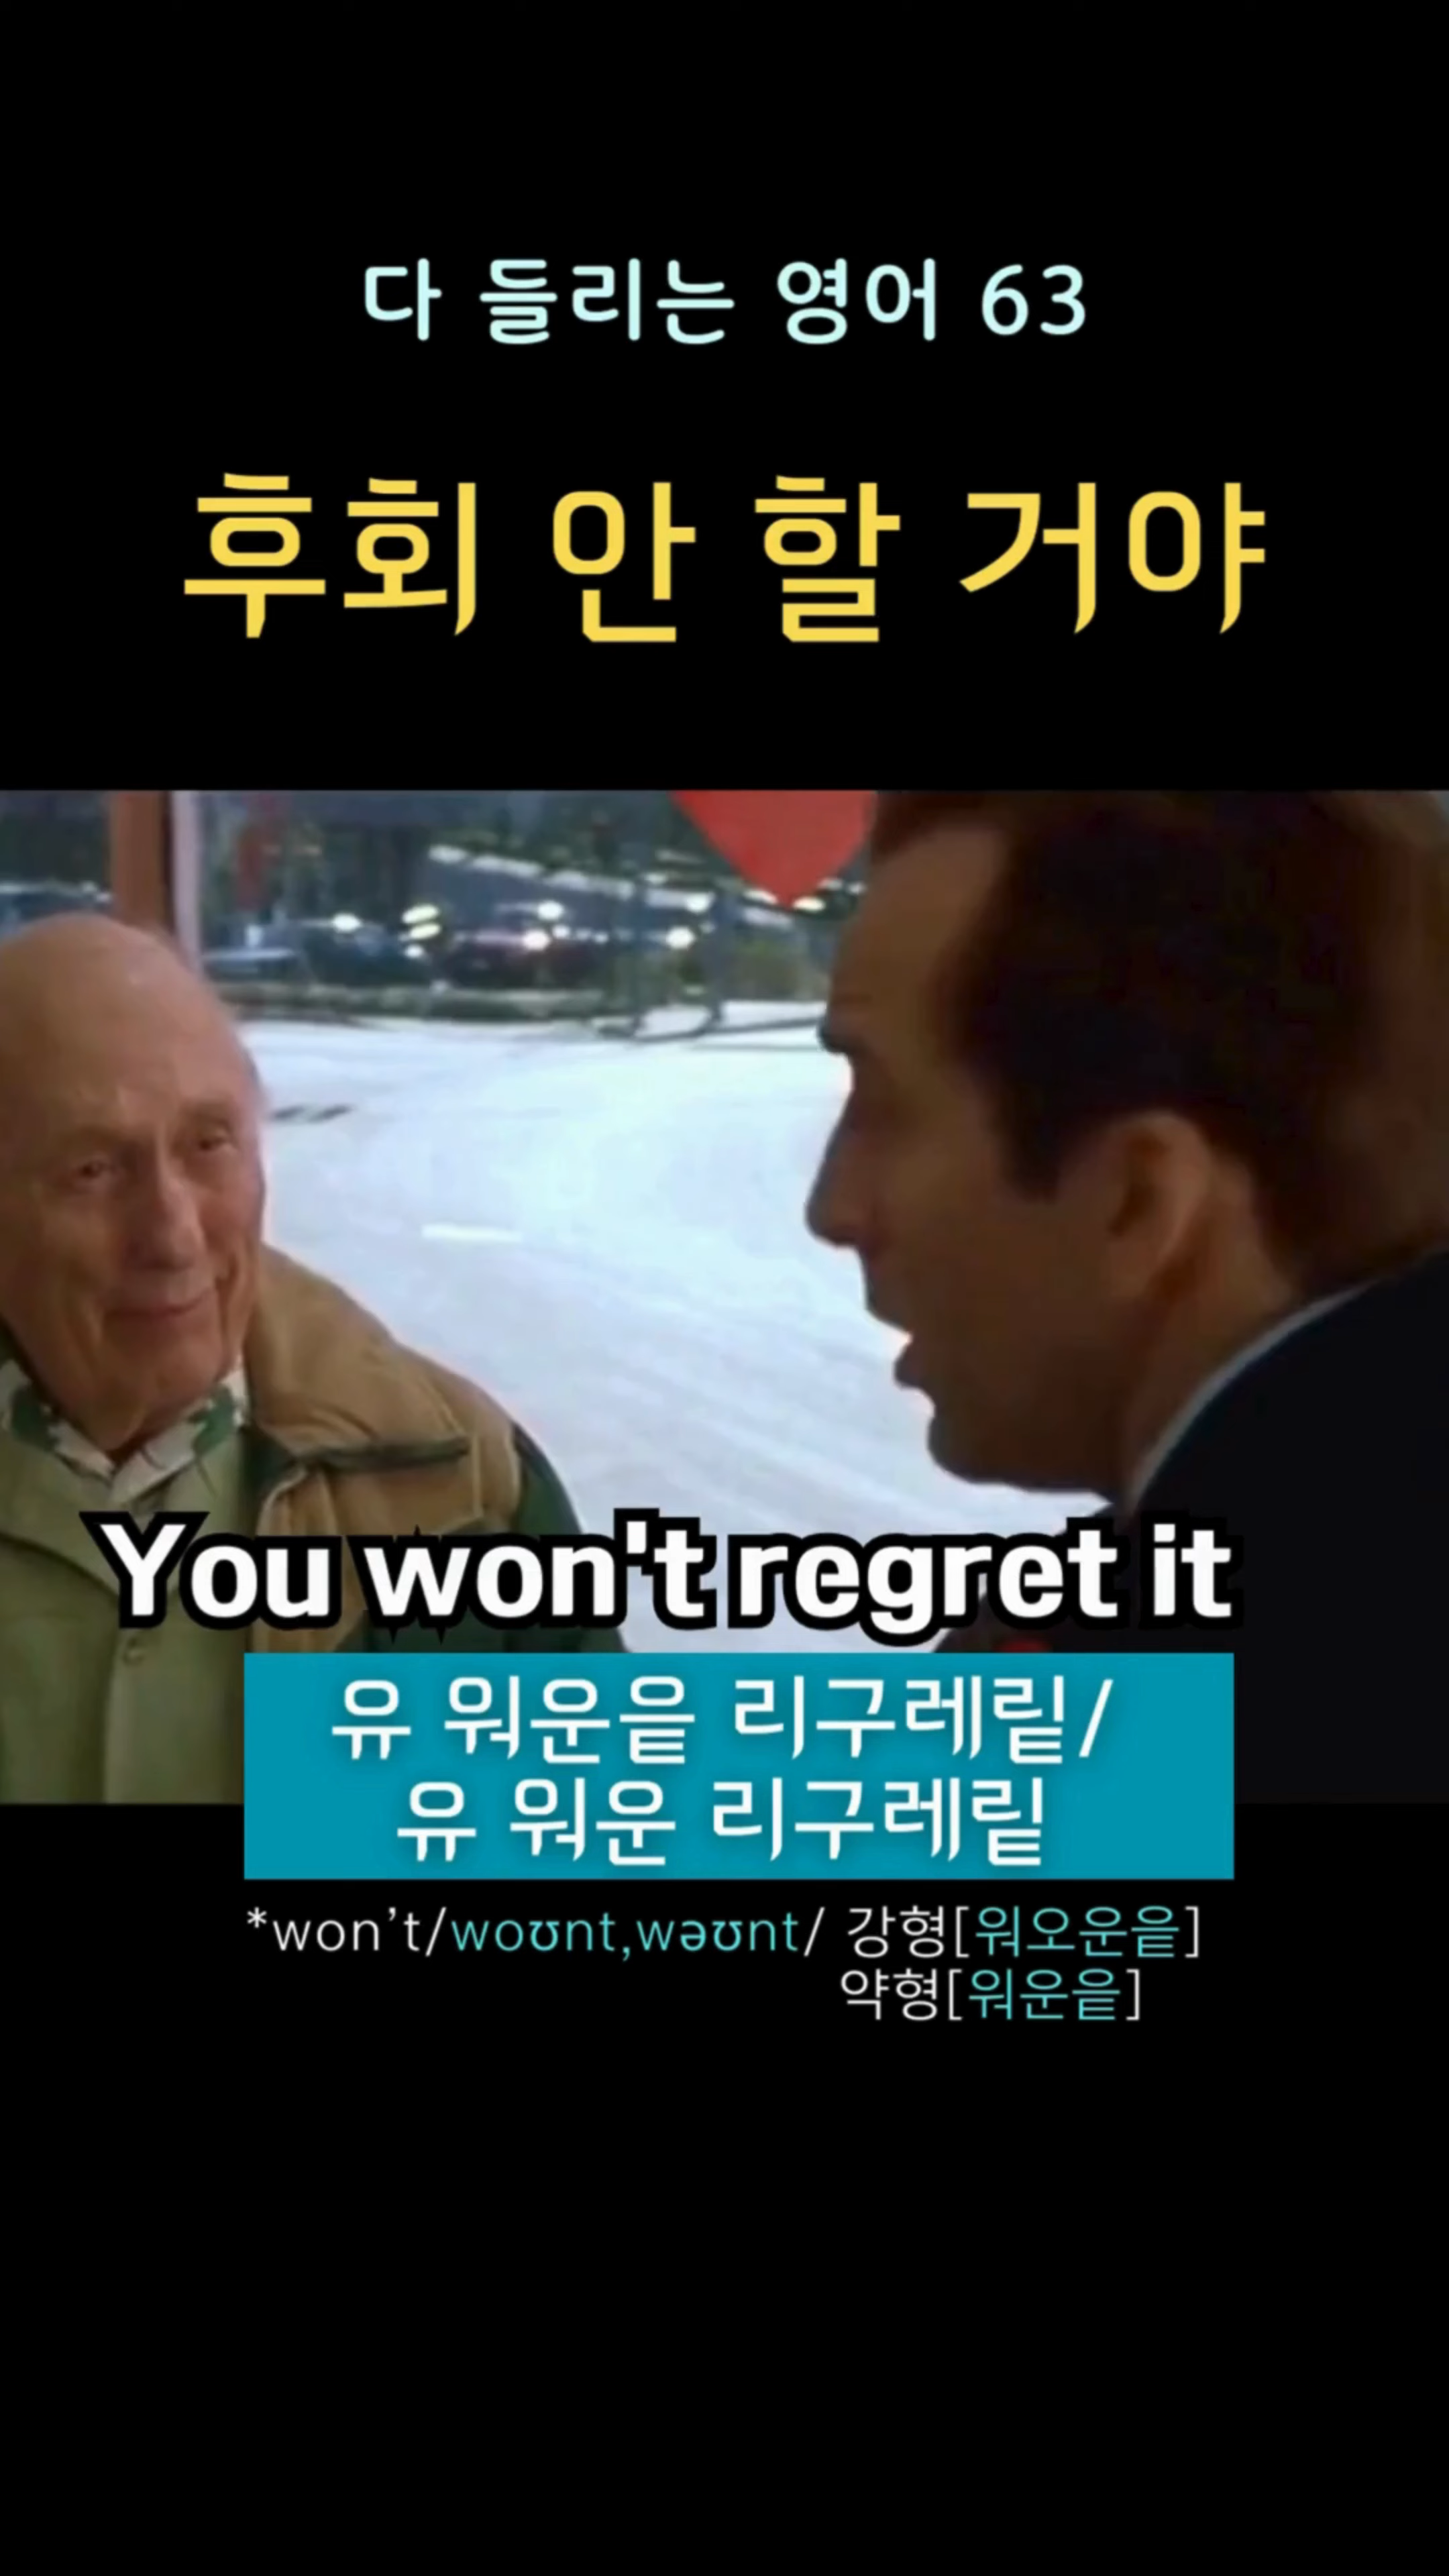 다 들리는 영어 63
후회 안 할 거야
You won't regret it
유 워운읕 리구레맅/
유 워운 리구레맅
*won’t/woʊnt,wəʊnt/ 강형[워오운읕]
약형[워운읕]